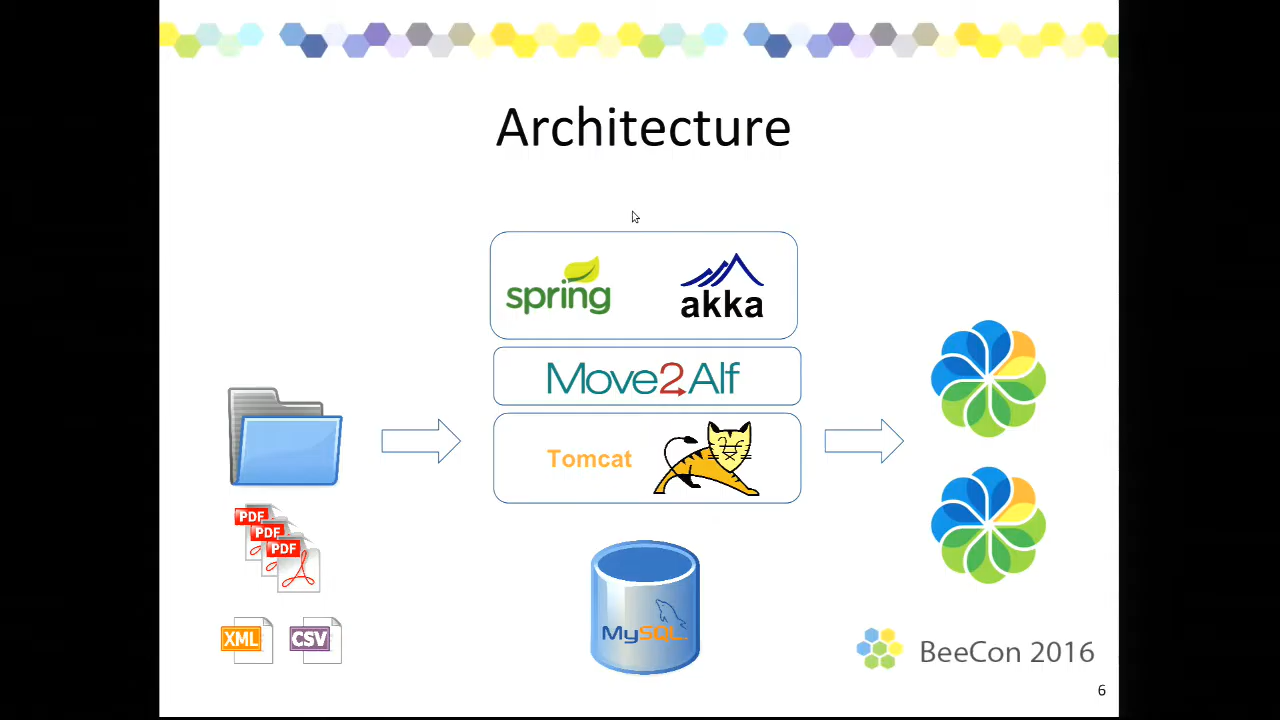 Architecture
spring
akka
Move2Alf
Tomcat
PDF
PDF
PDF
XML
CSV
MySQL
BeeCon 2016
6